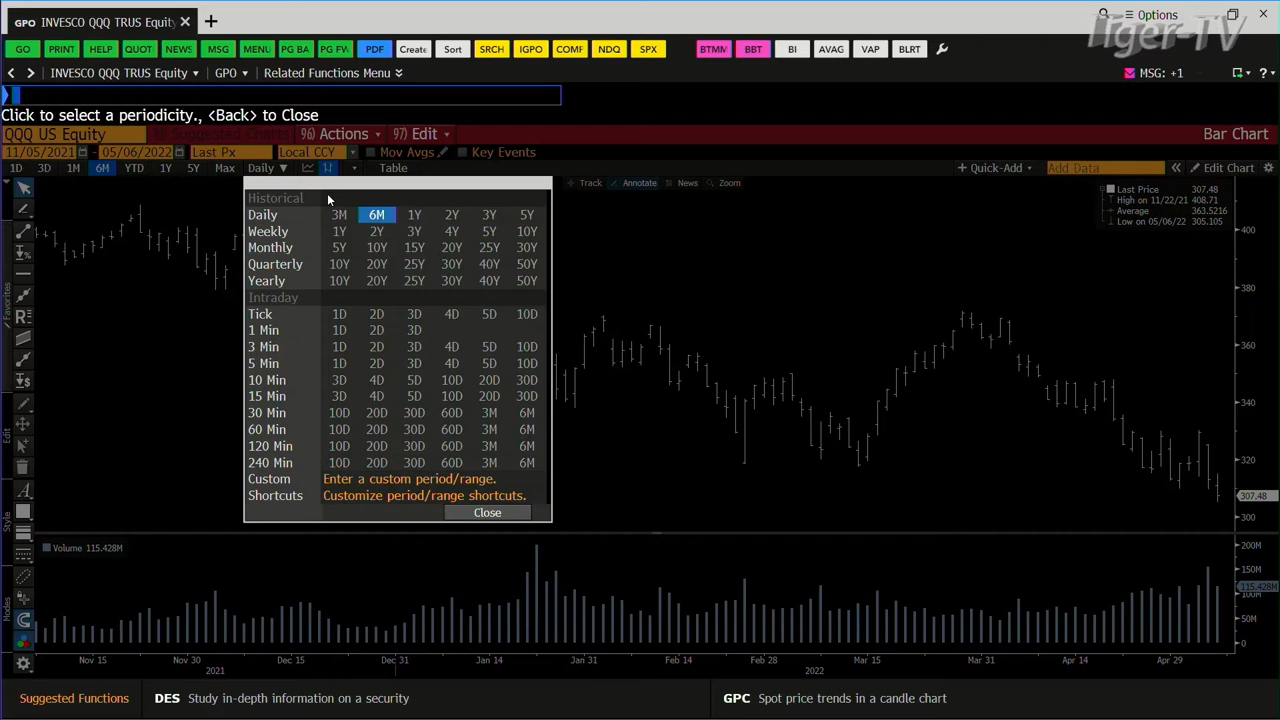 GPO INVESCO QQQ TRUS Equity × +
Options
Tiger-TV
GO PRINT HELP QUOT NEWS MSG MENU PG BA PG FW PDF Create Sort SRCH IGPO COMF NDQ SPX BTMM BBT BI AVAG VAP BLRT
INVESCO QQQ TRUS Equity GPO Related Functions Menu MSG: +1 ?
Click to select a periodicity., <Back> to Close
QQQ US Equity Suggested Charts 96) Actions 97) Edit Bar Chart
11/05/2021 - 05/06/2022 Last Px Local CCY Mov Avgs Key Events
1D 3D 1M 6M YTD 1Y 5Y Max Daily ▼ Table + Quick-Add Add Data « Edit Chart
Track Annotate News Zoom
Historical
Daily 3M 6M 1Y 2Y 3Y 5Y
Weekly 1Y 2Y 3Y 4Y 5Y 10Y
Monthly 5Y 10Y 15Y 20Y 25Y 30Y
Quarterly 10Y 20Y 25Y 30Y 40Y 50Y
Yearly 10Y 20Y 25Y 30Y 40Y 50Y
Intraday
Tick 1D 2D 3D 4D 5D 10D
1 Min 1D 2D 3D
3 Min 1D 2D 3D 4D 5D 10D
5 Min 1D 2D 3D 4D 5D 10D
10 Min 3D 4D 5D 10D 20D 30D
15 Min 3D 4D 5D 10D 20D 30D
30 Min 10D 20D 30D 60D 3M 6M
60 Min 10D 20D 30D 60D 3M 6M
120 Min 10D 20D 30D 60D 3M 6M
240 Min 10D 20D 30D 60D 3M 6M
Custom Enter a custom period/range.
Shortcuts Customize period/range shortcuts.
Close
Last Price 307.48
High on 11/22/21 408.71
Average 363.5216
Low on 05/06/22 305.105
400
380
360
340
320
307.48
300
Favorites
Edit
Style
Modes
Volume 115.428M
200M
150M
115.428M
100M
50M
0
Nov 15 Nov 30 Dec 15 Dec 31 Jan 14 Jan 31 Feb 14 Feb 28 Mar 15 Mar 31 Apr 14 Apr 29
2021 2022
Suggested Functions DES Study in-depth information on a security GPC Spot price trends in a candle chart